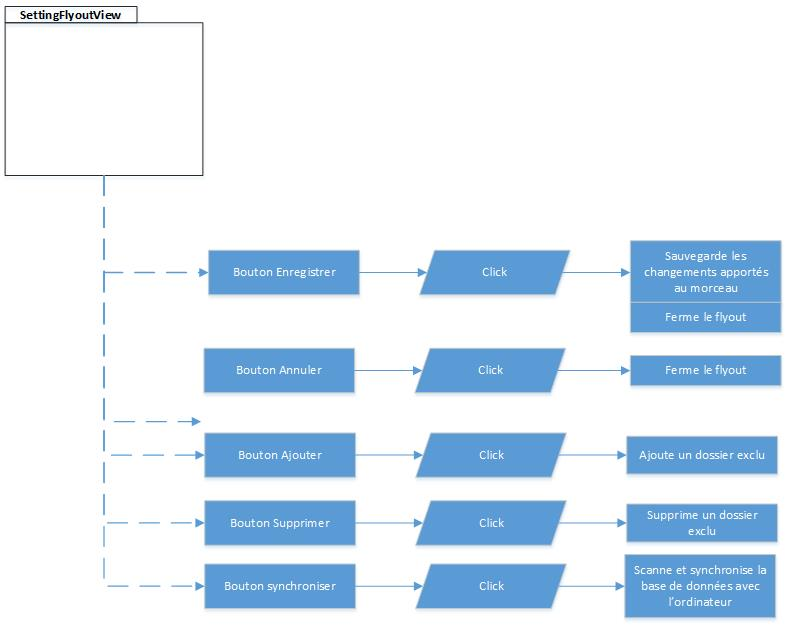 SettingFlyoutView
Bouton Enregistrer
Click
Sauvegarde les
changements apportés
au morceau
Ferme le flyout
Bouton Annuler
Click
Ferme le flyout
Bouton Ajouter
Click
Ajoute un dossier exclu
Bouton Supprimer
Click
Supprime un dossier
exclu
Bouton synchroniser
Click
Scanne et synchronise la
base de données avec
l'ordinateur